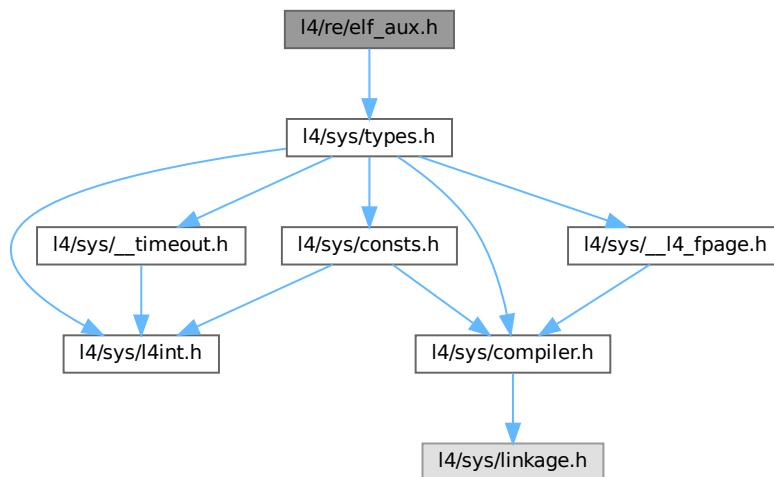 l4/re/elf_aux.h
l4/sys/types.h
l4/sys/__timeout.h
l4/sys/consts.h
l4/sys/__l4_fpage.h
l4/sys/l4int.h
l4/sys/compiler.h
l4/sys/linkage.h